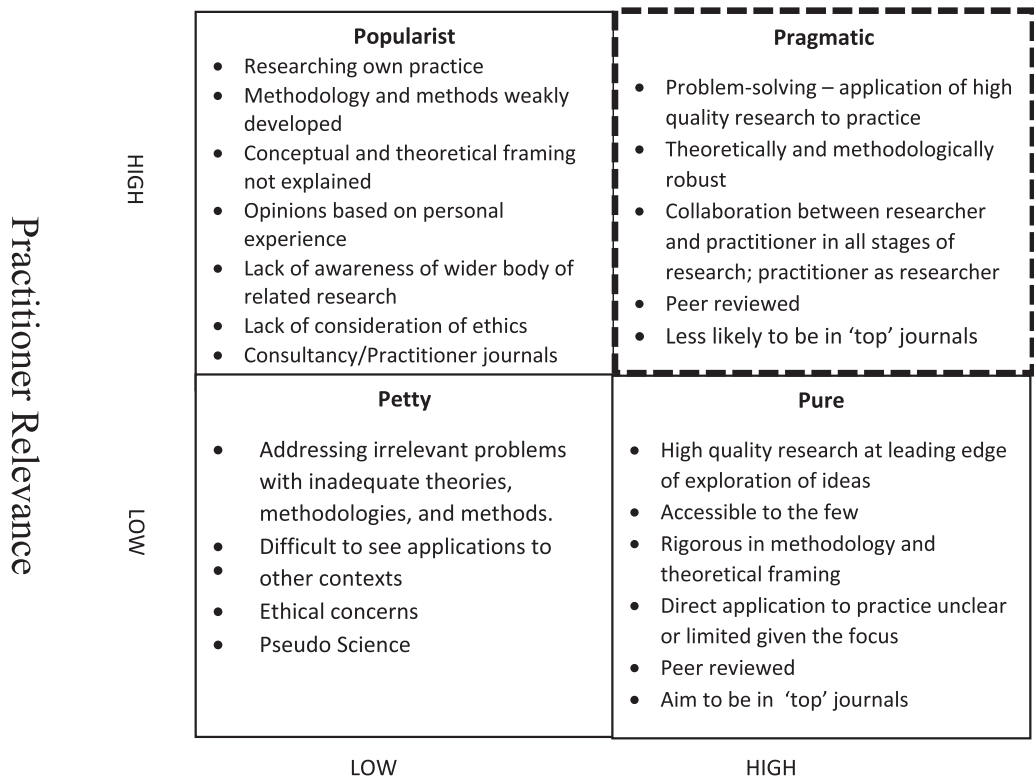 Popularist
• Researching own practice
• Methodology and methods weakly
developed
• Conceptual and theoretical framing
not explained
• Opinions based on personal
experience
• Lack of awareness of wider body of
related research
• Lack of consideration of ethics
• Consultancy/Practitioner journals
Pragmatic
• Problem-solving – application of high
quality research to practice
• Theoretically and methodologically
robust
• Collaboration between researcher
and practitioner in all stages of
research; practitioner as researcher
• Peer reviewed
• Less likely to be in ‘top’ journals
HIGH
Practitioner Relevance
LOW
Petty
• Addressing irrelevant problems
with inadequate theories,
methodologies, and methods.
• Difficult to see applications to
• other contexts
• Ethical concerns
• Pseudo Science
Pure
• High quality research at leading edge
of exploration of ideas
• Accessible to the few
• Rigorous in methodology and
theoretical framing
• Direct application to practice unclear
or limited given the focus
• Peer reviewed
• Aim to be in ‘top’ journals
LOW
HIGH